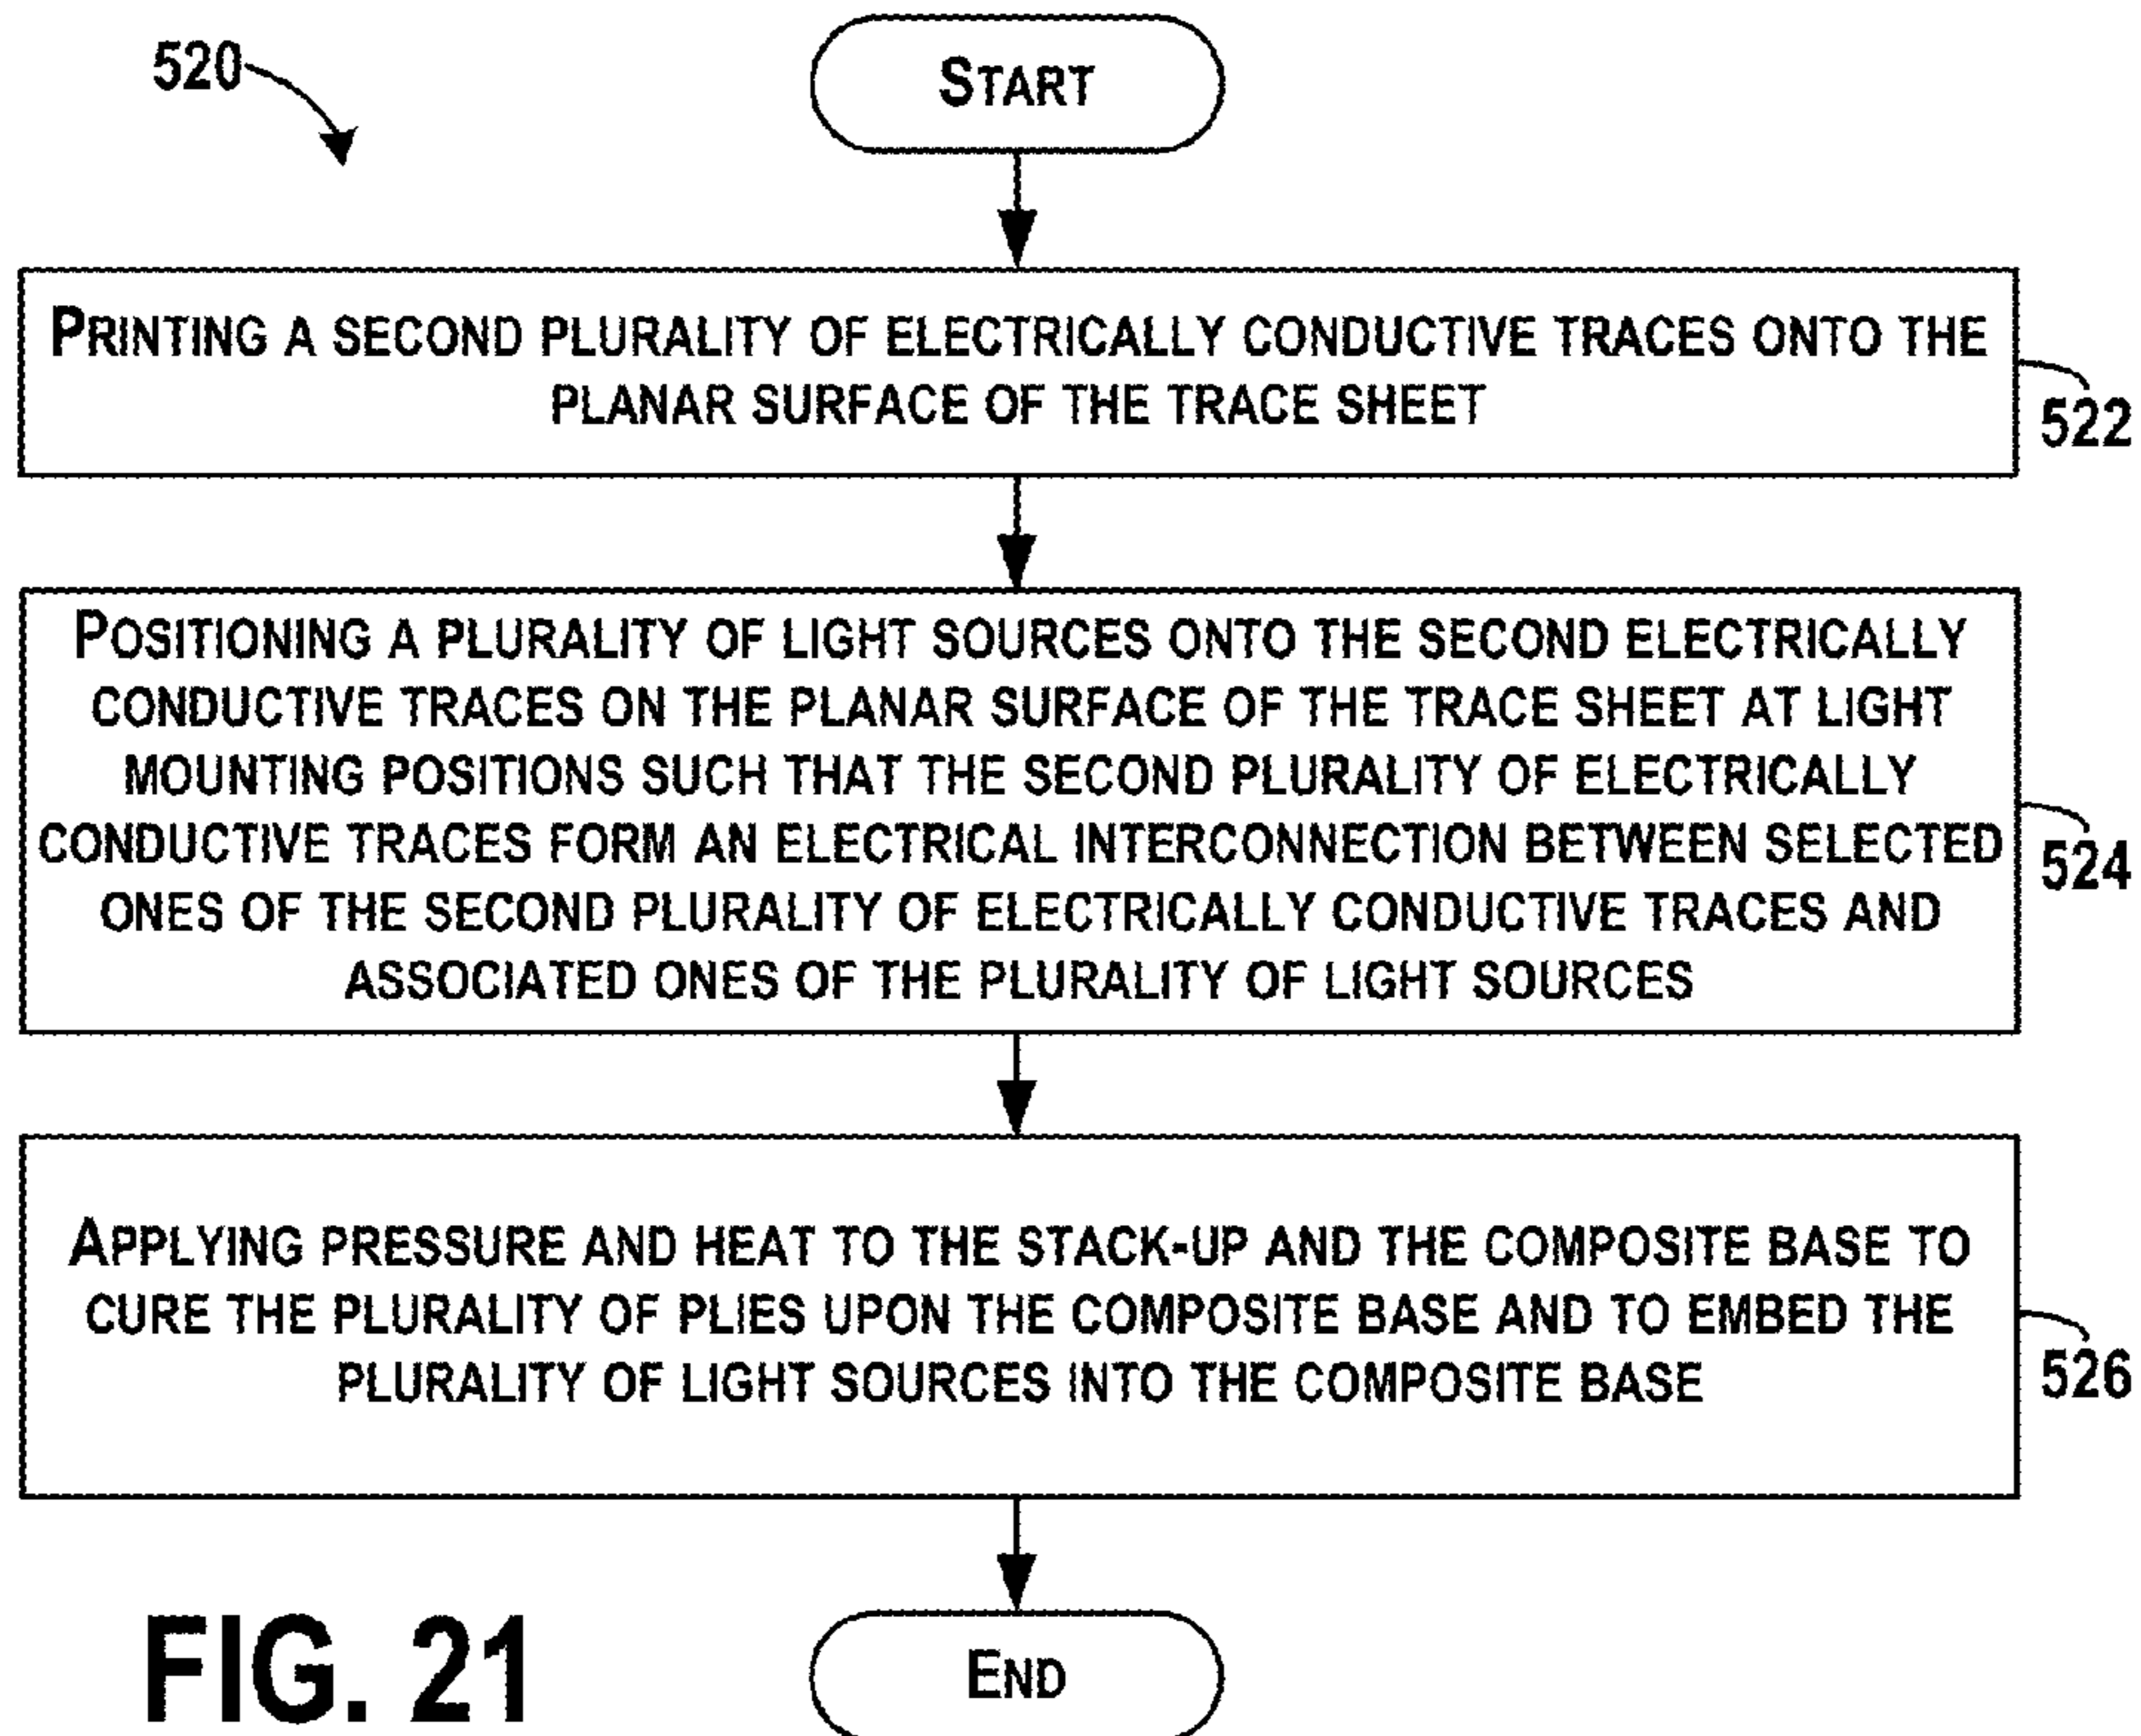 520
START
PRINTING A SECOND PLURALITY OF ELECTRICALLY CONDUCTIVE TRACES ONTO THE
PLANAR SURFACE OF THE TRACE SHEET
522
POSITIONING A PLURALITY OF LIGHT SOURCES ONTO THE SECOND ELECTRICALLY
CONDUCTIVE TRACES ON THE PLANAR SURFACE OF THE TRACE SHEET AT LIGHT
MOUNTING POSITIONS SUCH THAT THE SECOND PLURALITY OF ELECTRICALLY
CONDUCTIVE TRACES FORM AN ELECTRICAL INTERCONNECTION BETWEEN SELECTED
ONES OF THE SECOND PLURALITY OF ELECTRICALLY CONDUCTIVE TRACES AND
ASSOCIATED ONES OF THE PLURALITY OF LIGHT SOURCES
524
APPLYING PRESSURE AND HEAT TO THE STACK-UP AND THE COMPOSITE BASE TO
CURE THE PLURALITY OF PLIES UPON THE COMPOSITE BASE AND TO EMBED THE
PLURALITY OF LIGHT SOURCES INTO THE COMPOSITE BASE
526
END
FIG. 21